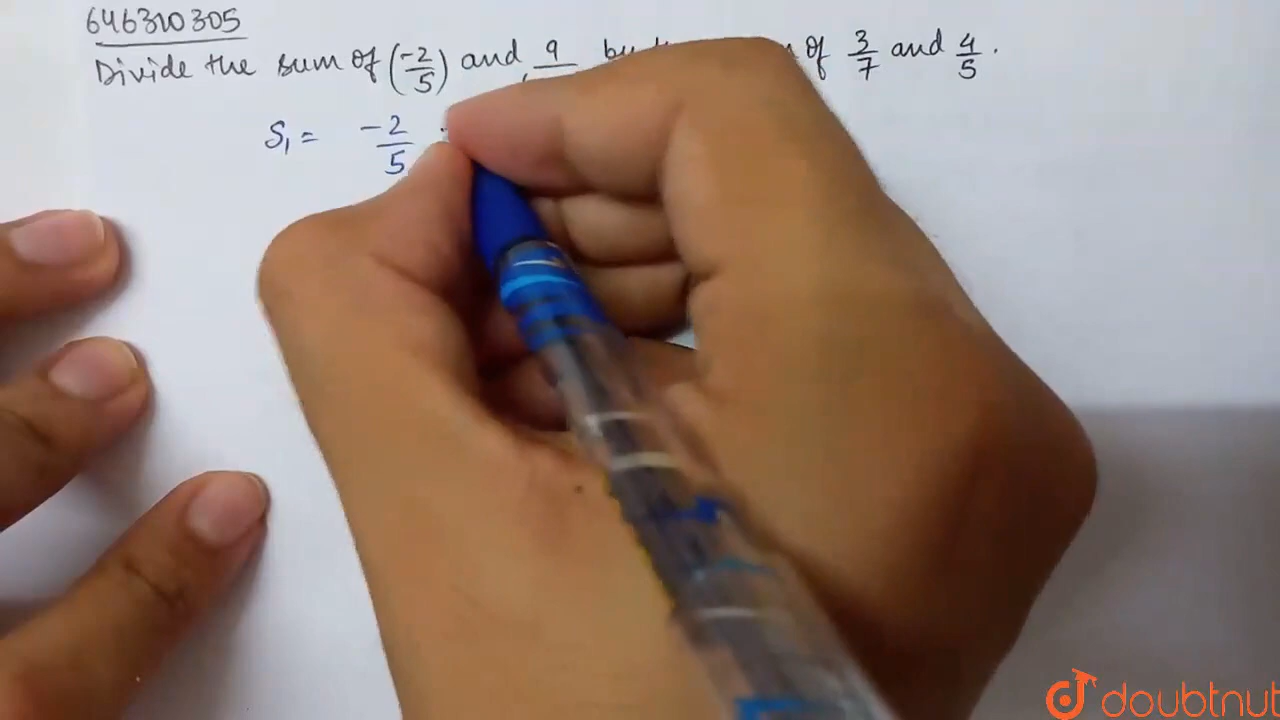 646310305
Divide the sum of (-2/5) and 9 of 3/7 and 4/5.
S₁ = -2/5
doubtnut